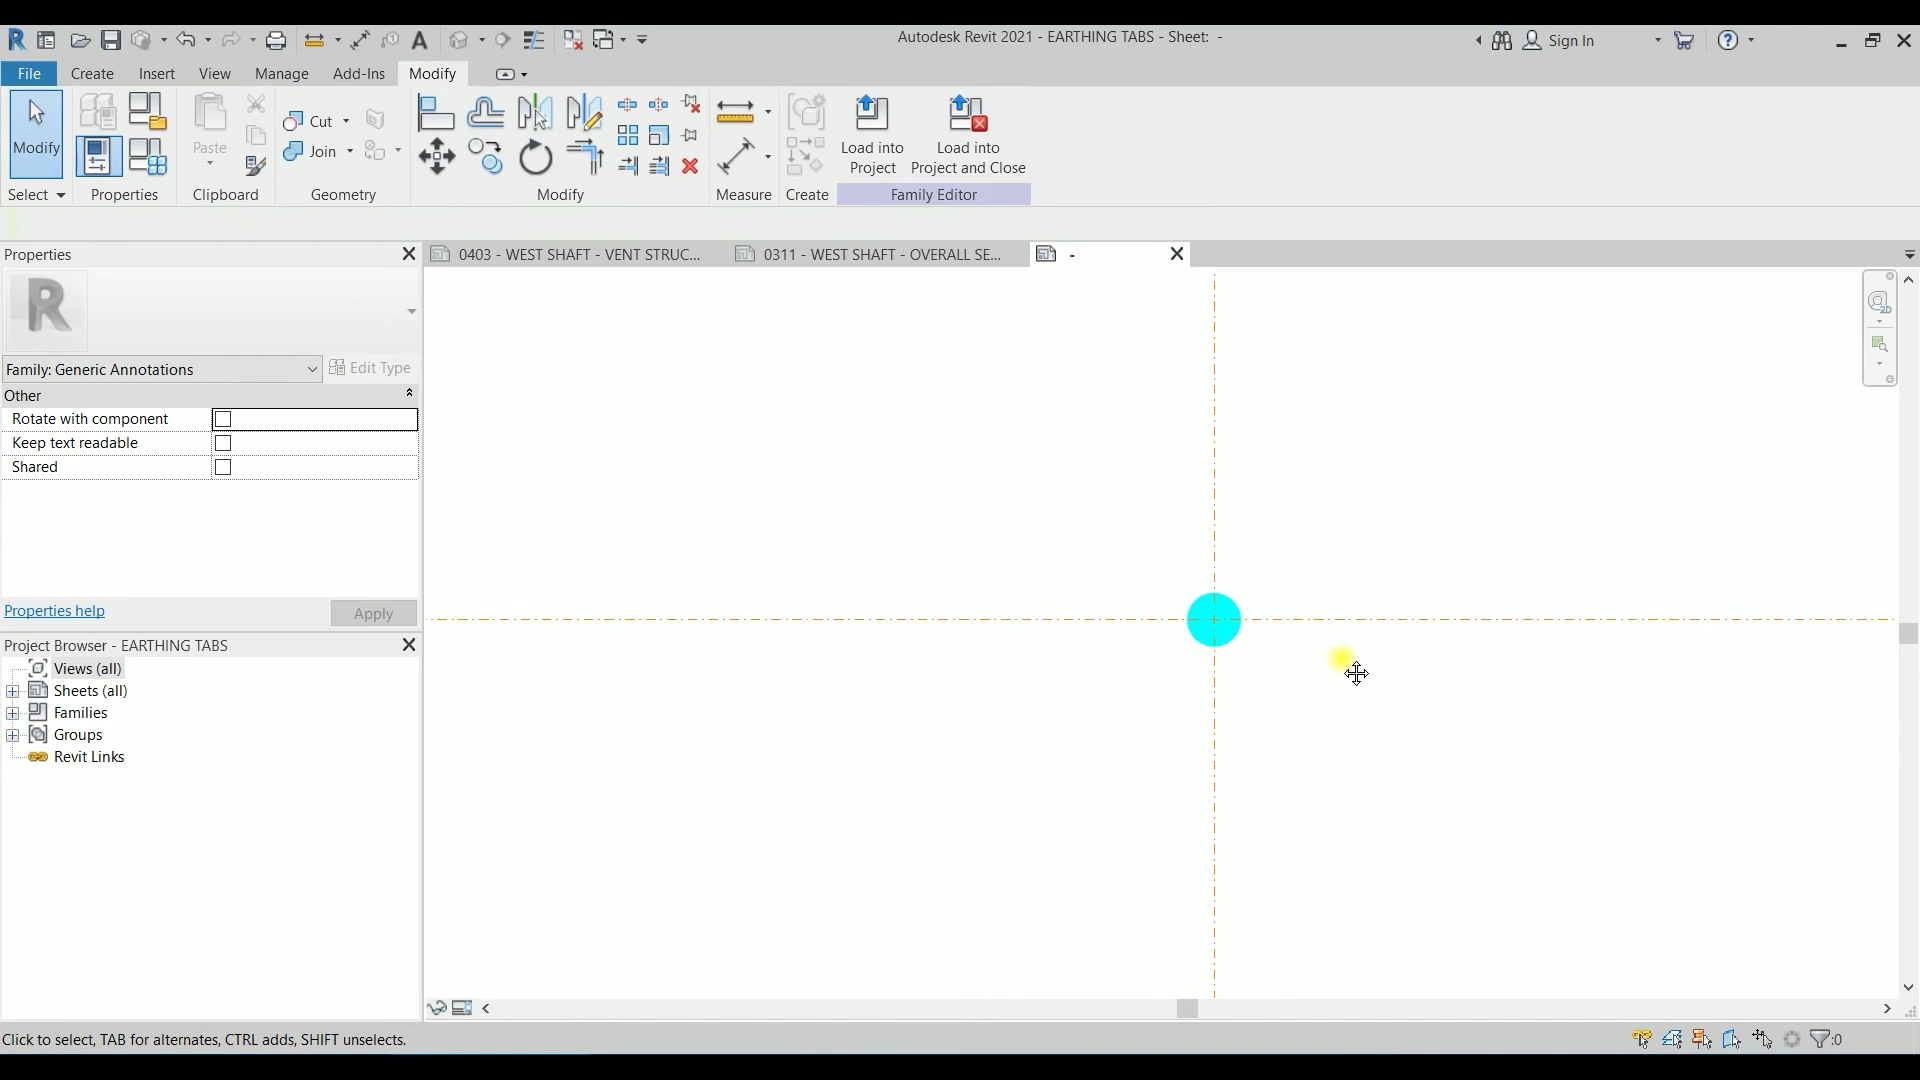 Autodesk Revit 2021 - EARTHING TABS - Sheet: -
Sign In
File Create Insert View Manage Add-Ins Modify
Modify
Paste
Cut
Join
Load into Project
Load into Project and Close
Select Properties Clipboard Geometry Modify Measure Create Family Editor
Properties
0403 - WEST SHAFT - VENT STRUC...
0311 - WEST SHAFT - OVERALL SE...
-
Family: Generic Annotations
Edit Type
Other
Rotate with component
Keep text readable
Shared
Properties help
Apply
Project Browser - EARTHING TABS
Views (all)
Sheets (all)
Families
Groups
Revit Links
Click to select, TAB for alternates, CTRL adds, SHIFT unselects.
:0